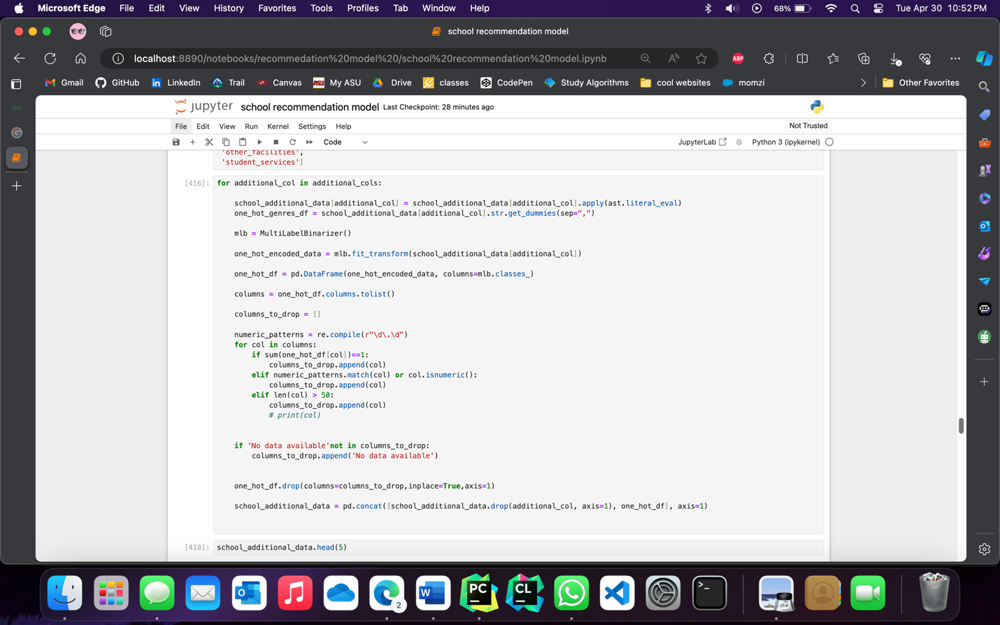 Microsoft Edge File Edit View History Favorites Tools Profiles Tab Window Help 68% Tue Apr 30 10:52 PM
school recommendation model
localhost:8890/notebooks/recommedation%20model%20/school%20recommendation%20model.ipynb
ABP
Gmail GitHub LinkedIn Trail Canvas My ASU Drive classes CodePen Study Algorithms cool websites momzi Other Favorites
jupyter school recommendation model Last Checkpoint: 28 minutes ago
File Edit View Run Kernel Settings Help Not Trusted
Code JupyterLab Python 3 (ipykernel)
'other_facilities',
'student_services']
[416]: for additional_col in additional_cols:
school_additional_data[additional_col] = school_additional_data[additional_col].apply(ast.literal_eval)
one_hot_genres_df = school_additional_data[additional_col].str.get_dummies(sep=",")
mlb = MultiLabelBinarizer()
one_hot_encoded_data = mlb.fit_transform(school_additional_data[additional_col])
one_hot_df = pd.DataFrame(one_hot_encoded_data, columns=mlb.classes_)
columns = one_hot_df.columns.tolist()
columns_to_drop = []
numeric_patterns = re.compile(r"\d\.\d")
for col in columns:
if sum(one_hot_df[col])==1:
columns_to_drop.append(col)
elif numeric_patterns.match(col) or col.isnumeric():
columns_to_drop.append(col)
elif len(col) > 50:
columns_to_drop.append(col)
# print(col)
if 'No data available'not in columns_to_drop:
columns_to_drop.append('No data available')
one_hot_df.drop(columns=columns_to_drop,inplace=True,axis=1)
school_additional_data = pd.concat([school_additional_data.drop(additional_col, axis=1), one_hot_df], axis=1)
[418]: school_additional_data.head(5)
2
PC
CL